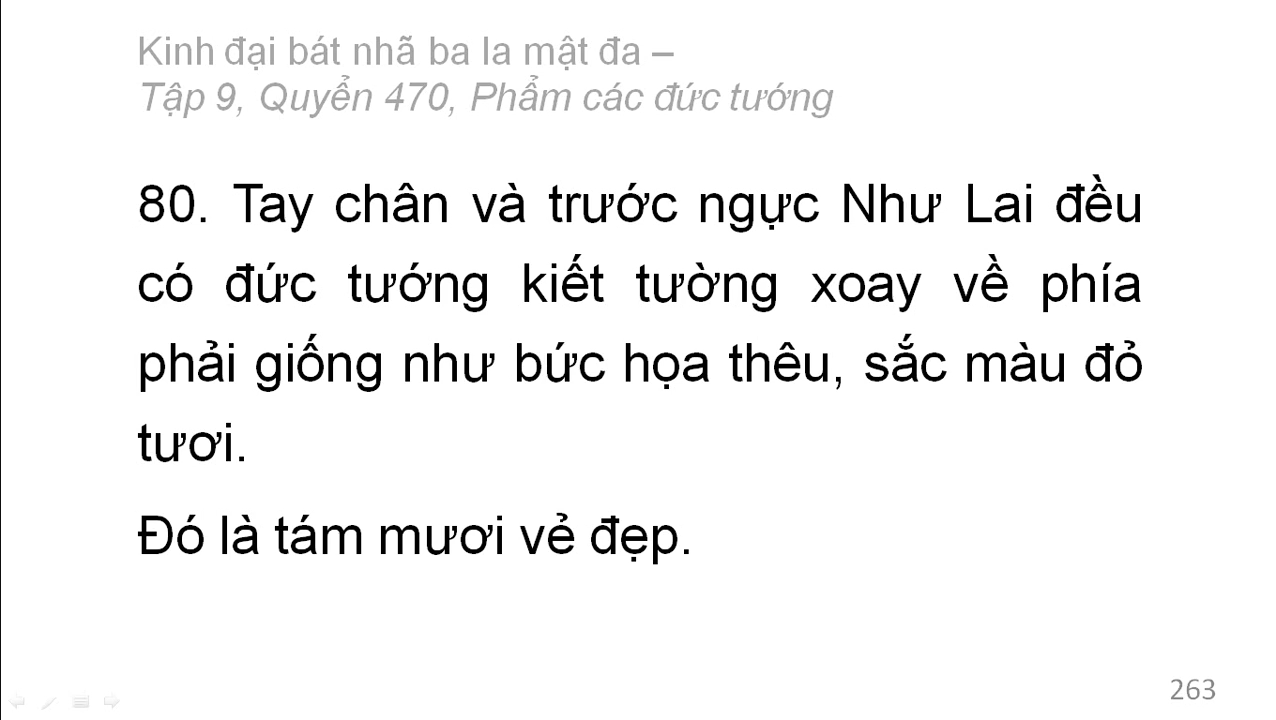 Kinh đại bát nhã ba la mật đa –
Tập 9, Quyển 470, Phẩm các đức tướng
80. Tay chân và trước ngực Như Lai đều
có đức tướng kiết tường xoay về phía
phải giống như bức họa thêu, sắc màu đỏ
tươi.
Đó là tám mươi vẻ đẹp.
263